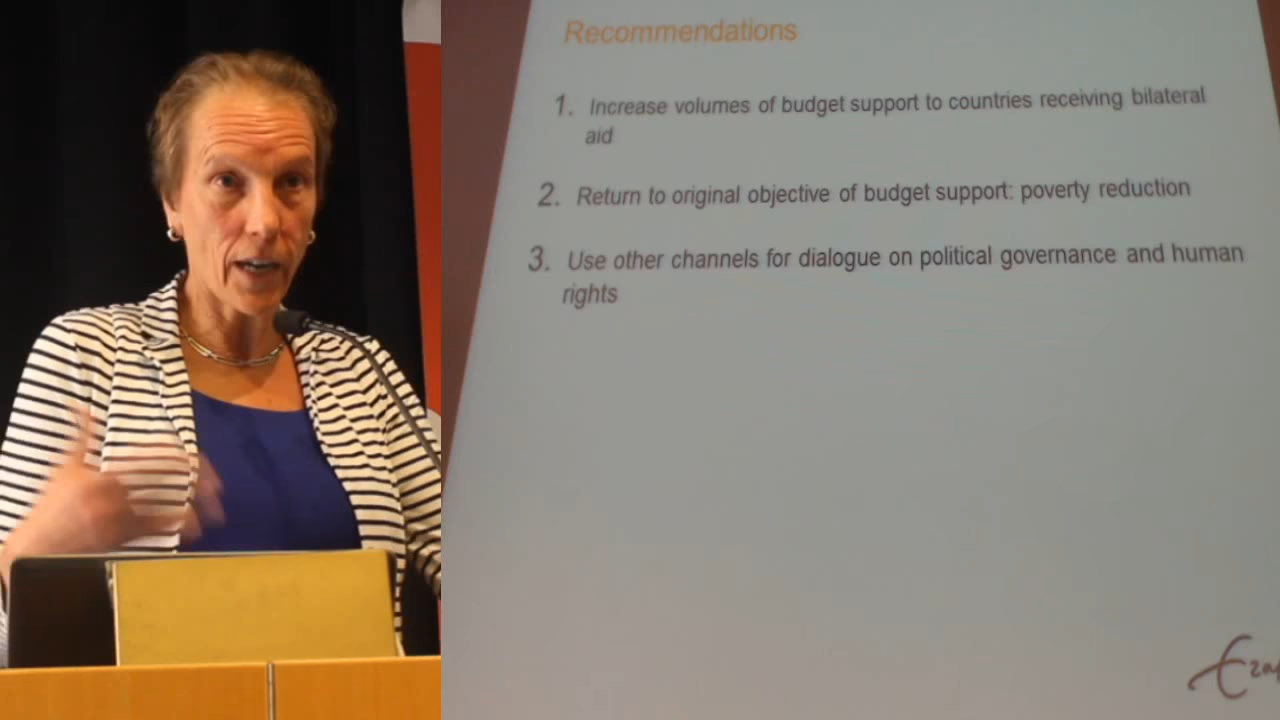 Recommendations
1. Increase volumes of budget support to countries receiving bilateral
aid
2. Return to original objective of budget support: poverty reduction
3. Use other channels for dialogue on political governance and human
rights